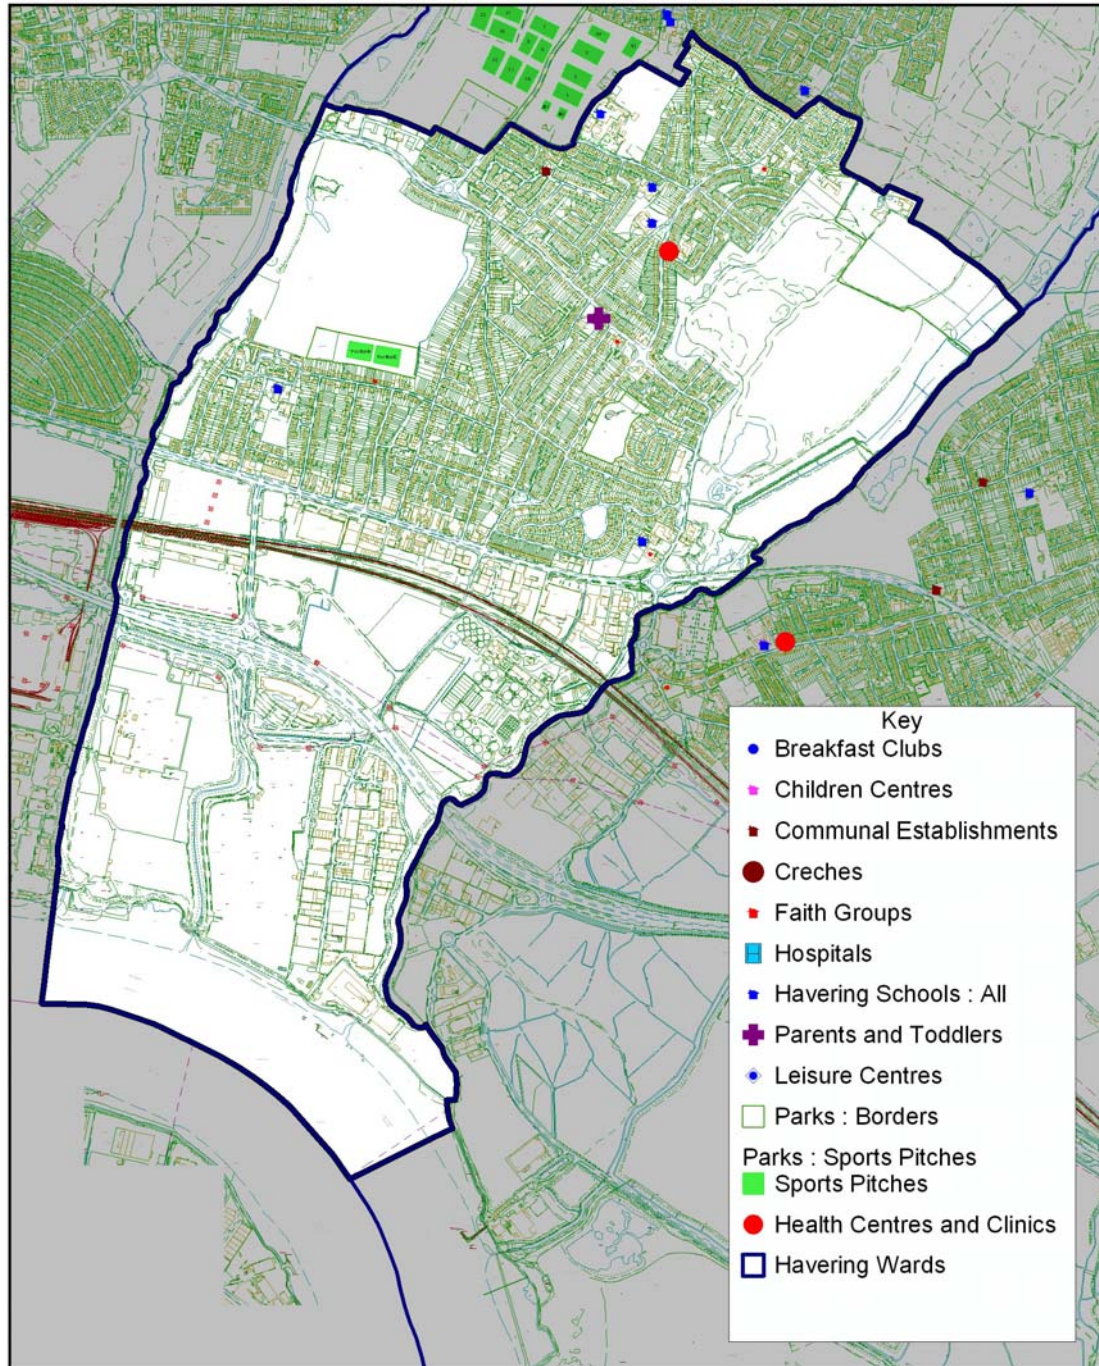 Key
Breakfast Clubs
Children Centres
Communal Establishments
Creches
Faith Groups
Hospitals
Havering Schools : All
Parents and Toddlers
Leisure Centres
Parks : Borders
Parks : Sports Pitches
Sports Pitches
Health Centres and Clinics
Havering Wards